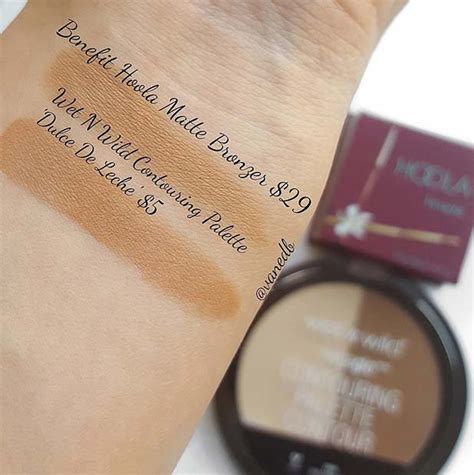 Benefit Hoola Matte Bronzer $29
Wet N Wild Contouring Palette
'Dulce De Leche' $5
@vanedb
HOOLA
wet n wild
CONTOURING
PALETTE
CONTOUR